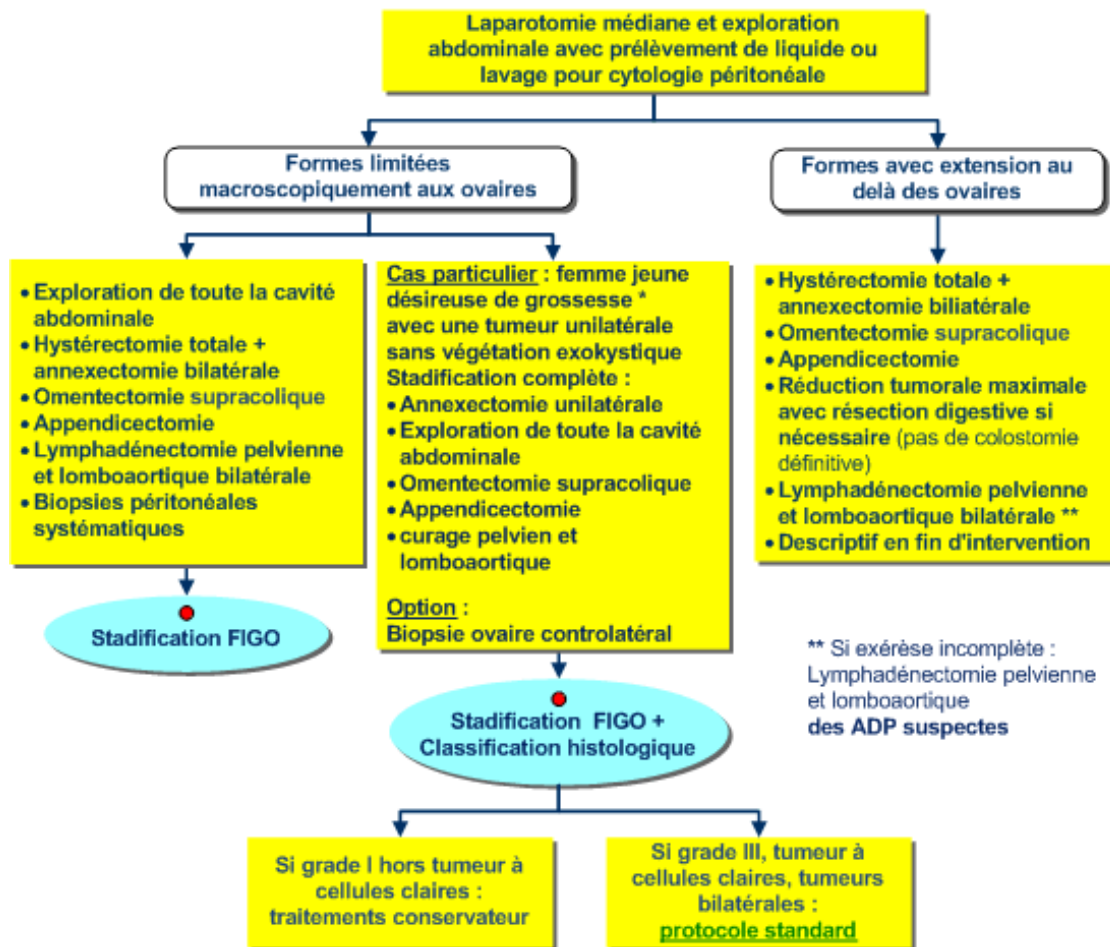 Laparotomie médiane et exploration
abdominale avec prélèvement de liquide ou
lavage pour cytologie péritonéale
Formes limitées
macroscopiquement aux ovaires
Formes avec extension au
delà des ovaires
• Exploration de toute la cavité
abdominale
• Hystérectomie totale +
annexectomie bilatérale
• Omentectomie supracolique
• Appendicectomie
• Lymphadénectomie pelvienne
et lomboaortique bilatérale
• Biopsies péritonéales
systématiques
Cas particulier : femme jeune
désireuse de grossesse *
avec une tumeur unilatérale
sans végétation exokystique
Stadification complète :
• Annexectomie unilatérale
• Exploration de toute la cavité
abdominale
• Omentectomie supracolique
• Appendicectomie
• curage pelvien et
lomboaortique
Option :
Biopsie ovaire controlatéral
• Hystérectomie totale +
annexectomie biliatérale
• Omentectomie supracolique
• Appendicectomie
• Réduction tumorale maximale
avec résection digestive si
nécessaire (pas de colostomie
définitive)
• Lymphadénectomie pelvienne
et lomboaortique bilatérale **
• Descriptif en fin d'intervention
Stadification FIGO
** Si exérèse incomplète :
Lymphadénectomie pelvienne
et lomboaortique
des ADP suspectes
Stadification FIGO +
Classification histologique
Si grade I hors tumeur à
cellules claires :
traitements conservateur
Si grade III, tumeur à
cellules claires, tumeurs
bilatérales :
protocole standard